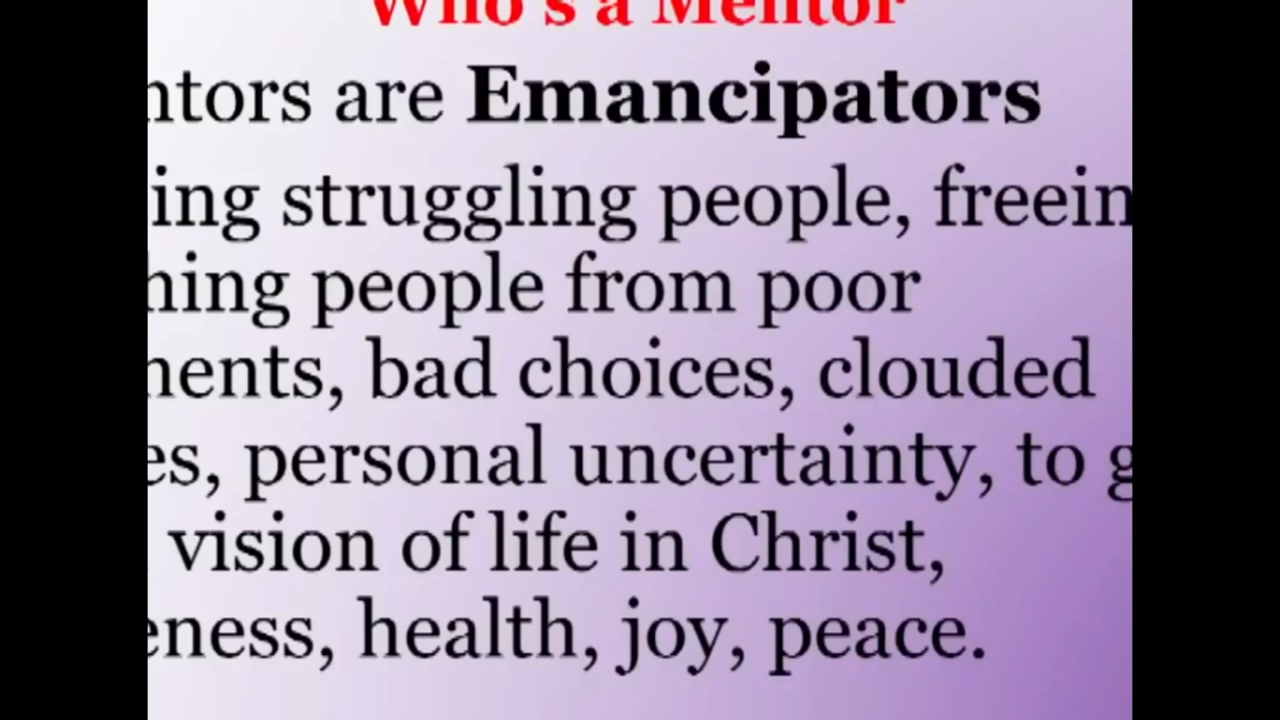 Who's a Mentor
ntors are Emancipators
ing struggling people, freein
hing people from poor
nents, bad choices, clouded
es, personal uncertainty, to g
vision of life in Christ,
eness, health, joy, peace.